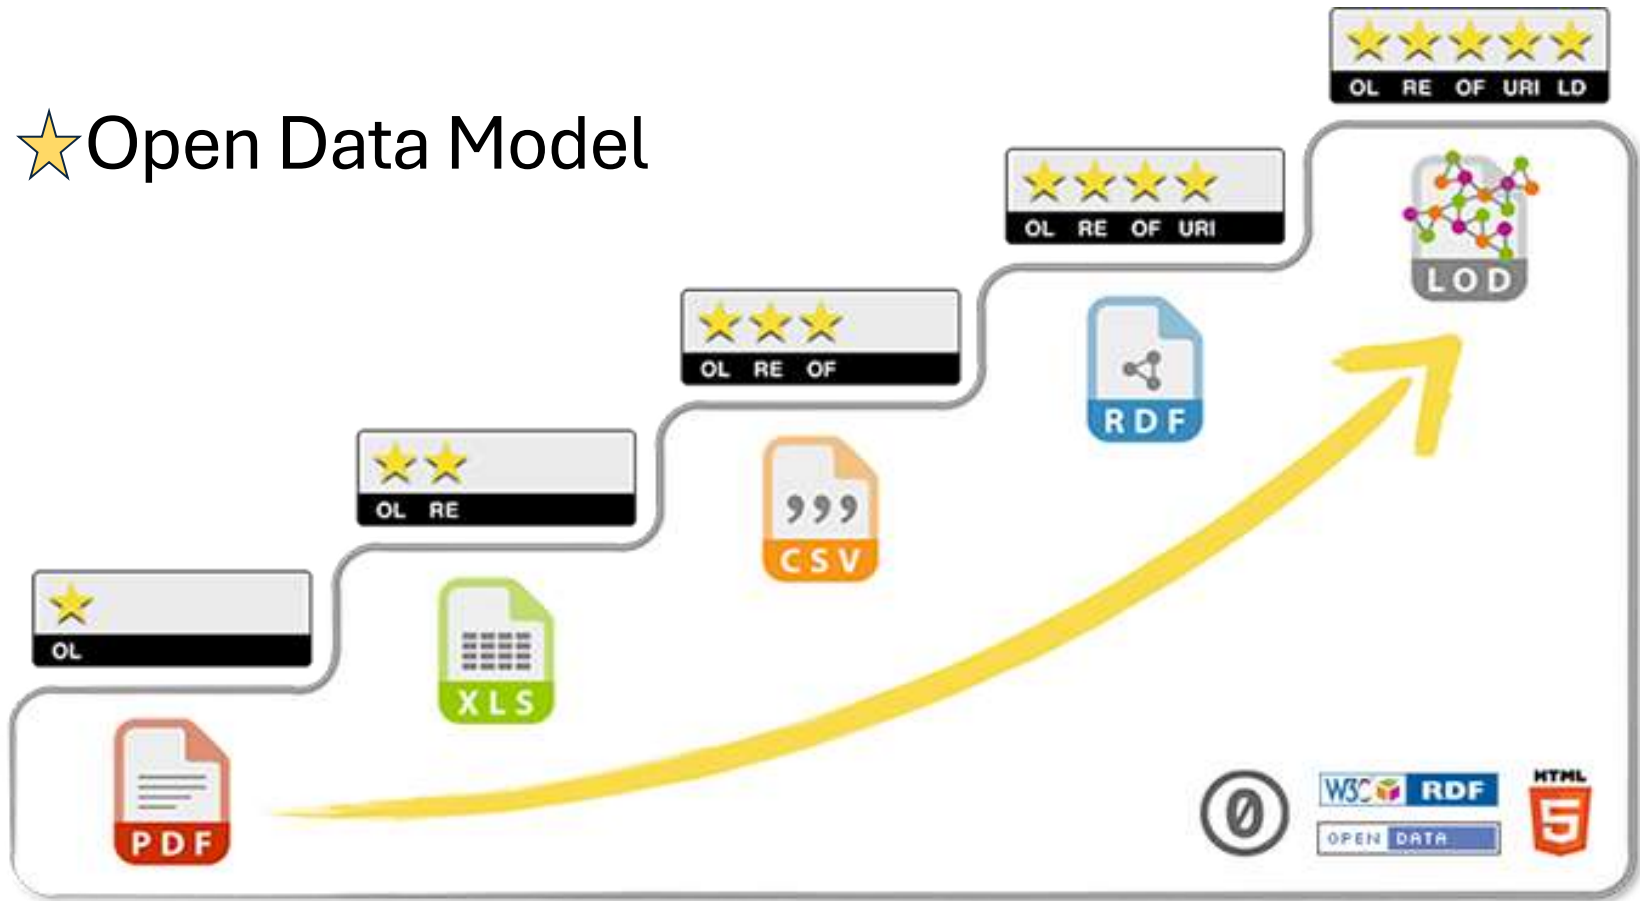 Open Data Model
OL RE OF URI LD
LOD
OL RE OF URI
RDF
OL RE OF
,,,
CSV
OL RE
XLS
OL
PDF
0
W3C RDF
OPEN DATA
HTML
5